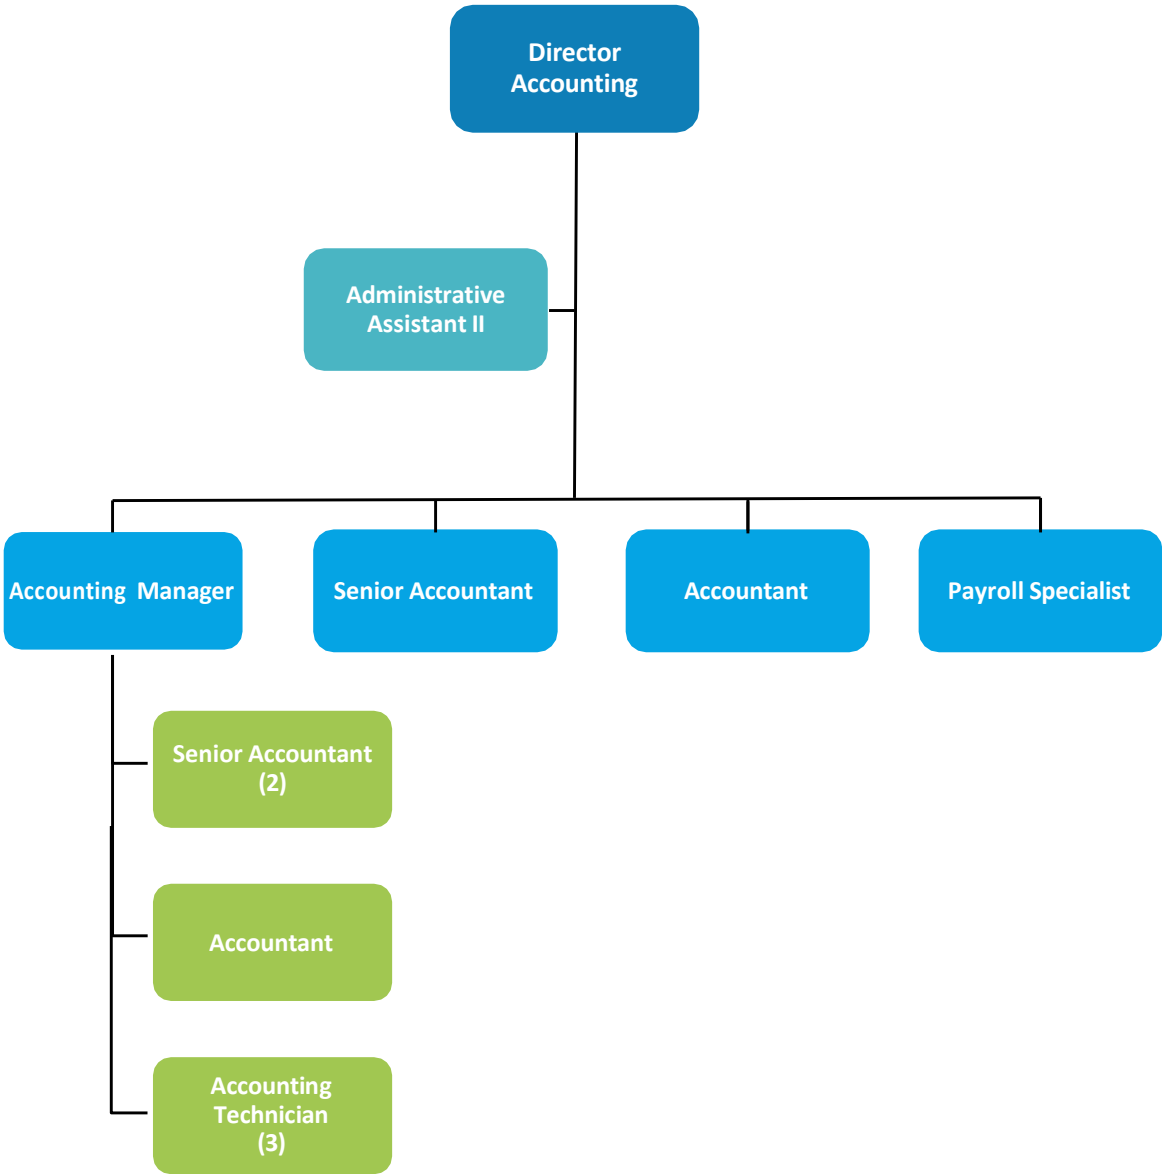 Director
Accounting
Administrative
Assistant II
Accounting Manager
Senior Accountant
Accountant
Payroll Specialist
Senior Accountant
(2)
Accountant
Accounting
Technician
(3)